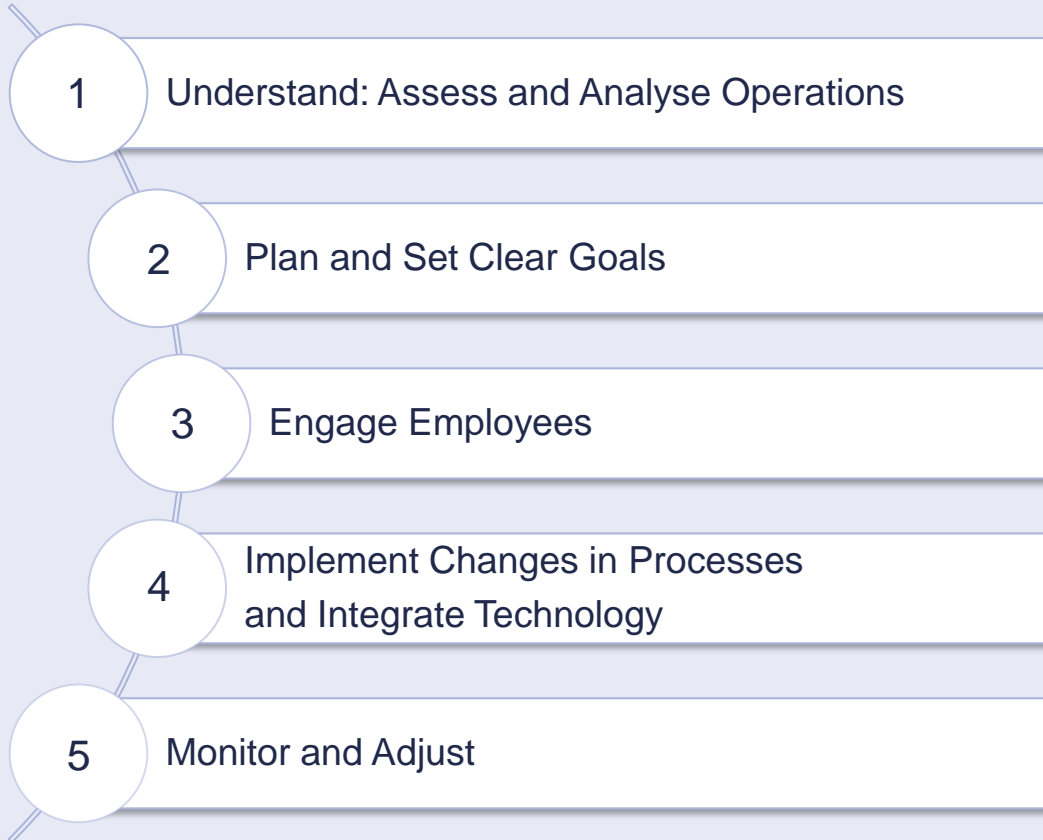 1
Understand: Assess and Analyse Operations
2
Plan and Set Clear Goals
3
Engage Employees
4
Implement Changes in Processes
and Integrate Technology
5
Monitor and Adjust